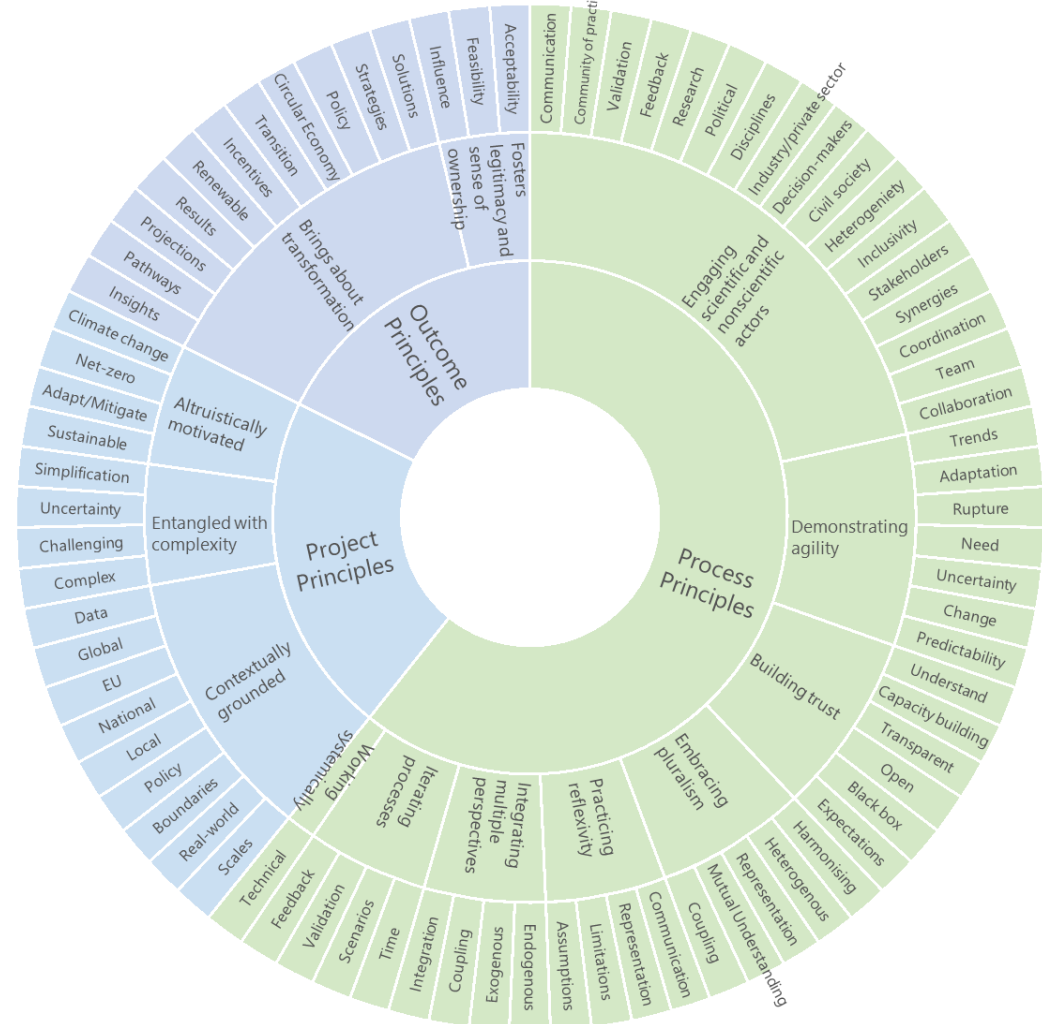 Outcome
Principles
Process
Principles
Project
Principles
Engaging
scientific and
nonscientific
actors
Demonstrating
agility
Building trust
Embracing
pluralism
Practicing
reflexivity
Integrating
multiple
perspectives
Iterating
processes
Working
systemically
Contextually
grounded
Entangled with
complexity
Altruistically
motivated
Brings about
transformation
Fosters
legitimacy and
sense of
ownership
Communication
Community of practi
Validation
Feedback
Research
Political
Disciplines
Industry/private sector
Decision-makers
Civil society
Heterogeniety
Inclusivity
Stakeholders
Synergies
Coordination
Team
Collaboration
Trends
Adaptation
Rupture
Need
Uncertainty
Change
Predictability
Understand
Capacity building
Transparent
Open
Black box
Expectations
Harmonising
Heterogenous
Representation
Mutual Understanding
Coupling
Communication
Representation
Limitations
Assumptions
Endogenous
Exogenous
Coupling
Integration
Time
Scenarios
Validation
Feedback
Technical
Scales
Real-world
Boundaries
Policy
Local
National
EU
Global
Data
Complex
Challenging
Uncertainty
Simplification
Sustainable
Adapt/Mitigate
Net-zero
Climate change
Insights
Pathways
Projections
Results
Renewable
Incentives
Transition
Circular Economy
Policy
Strategies
Solutions
Influence
Feasibility
Acceptability